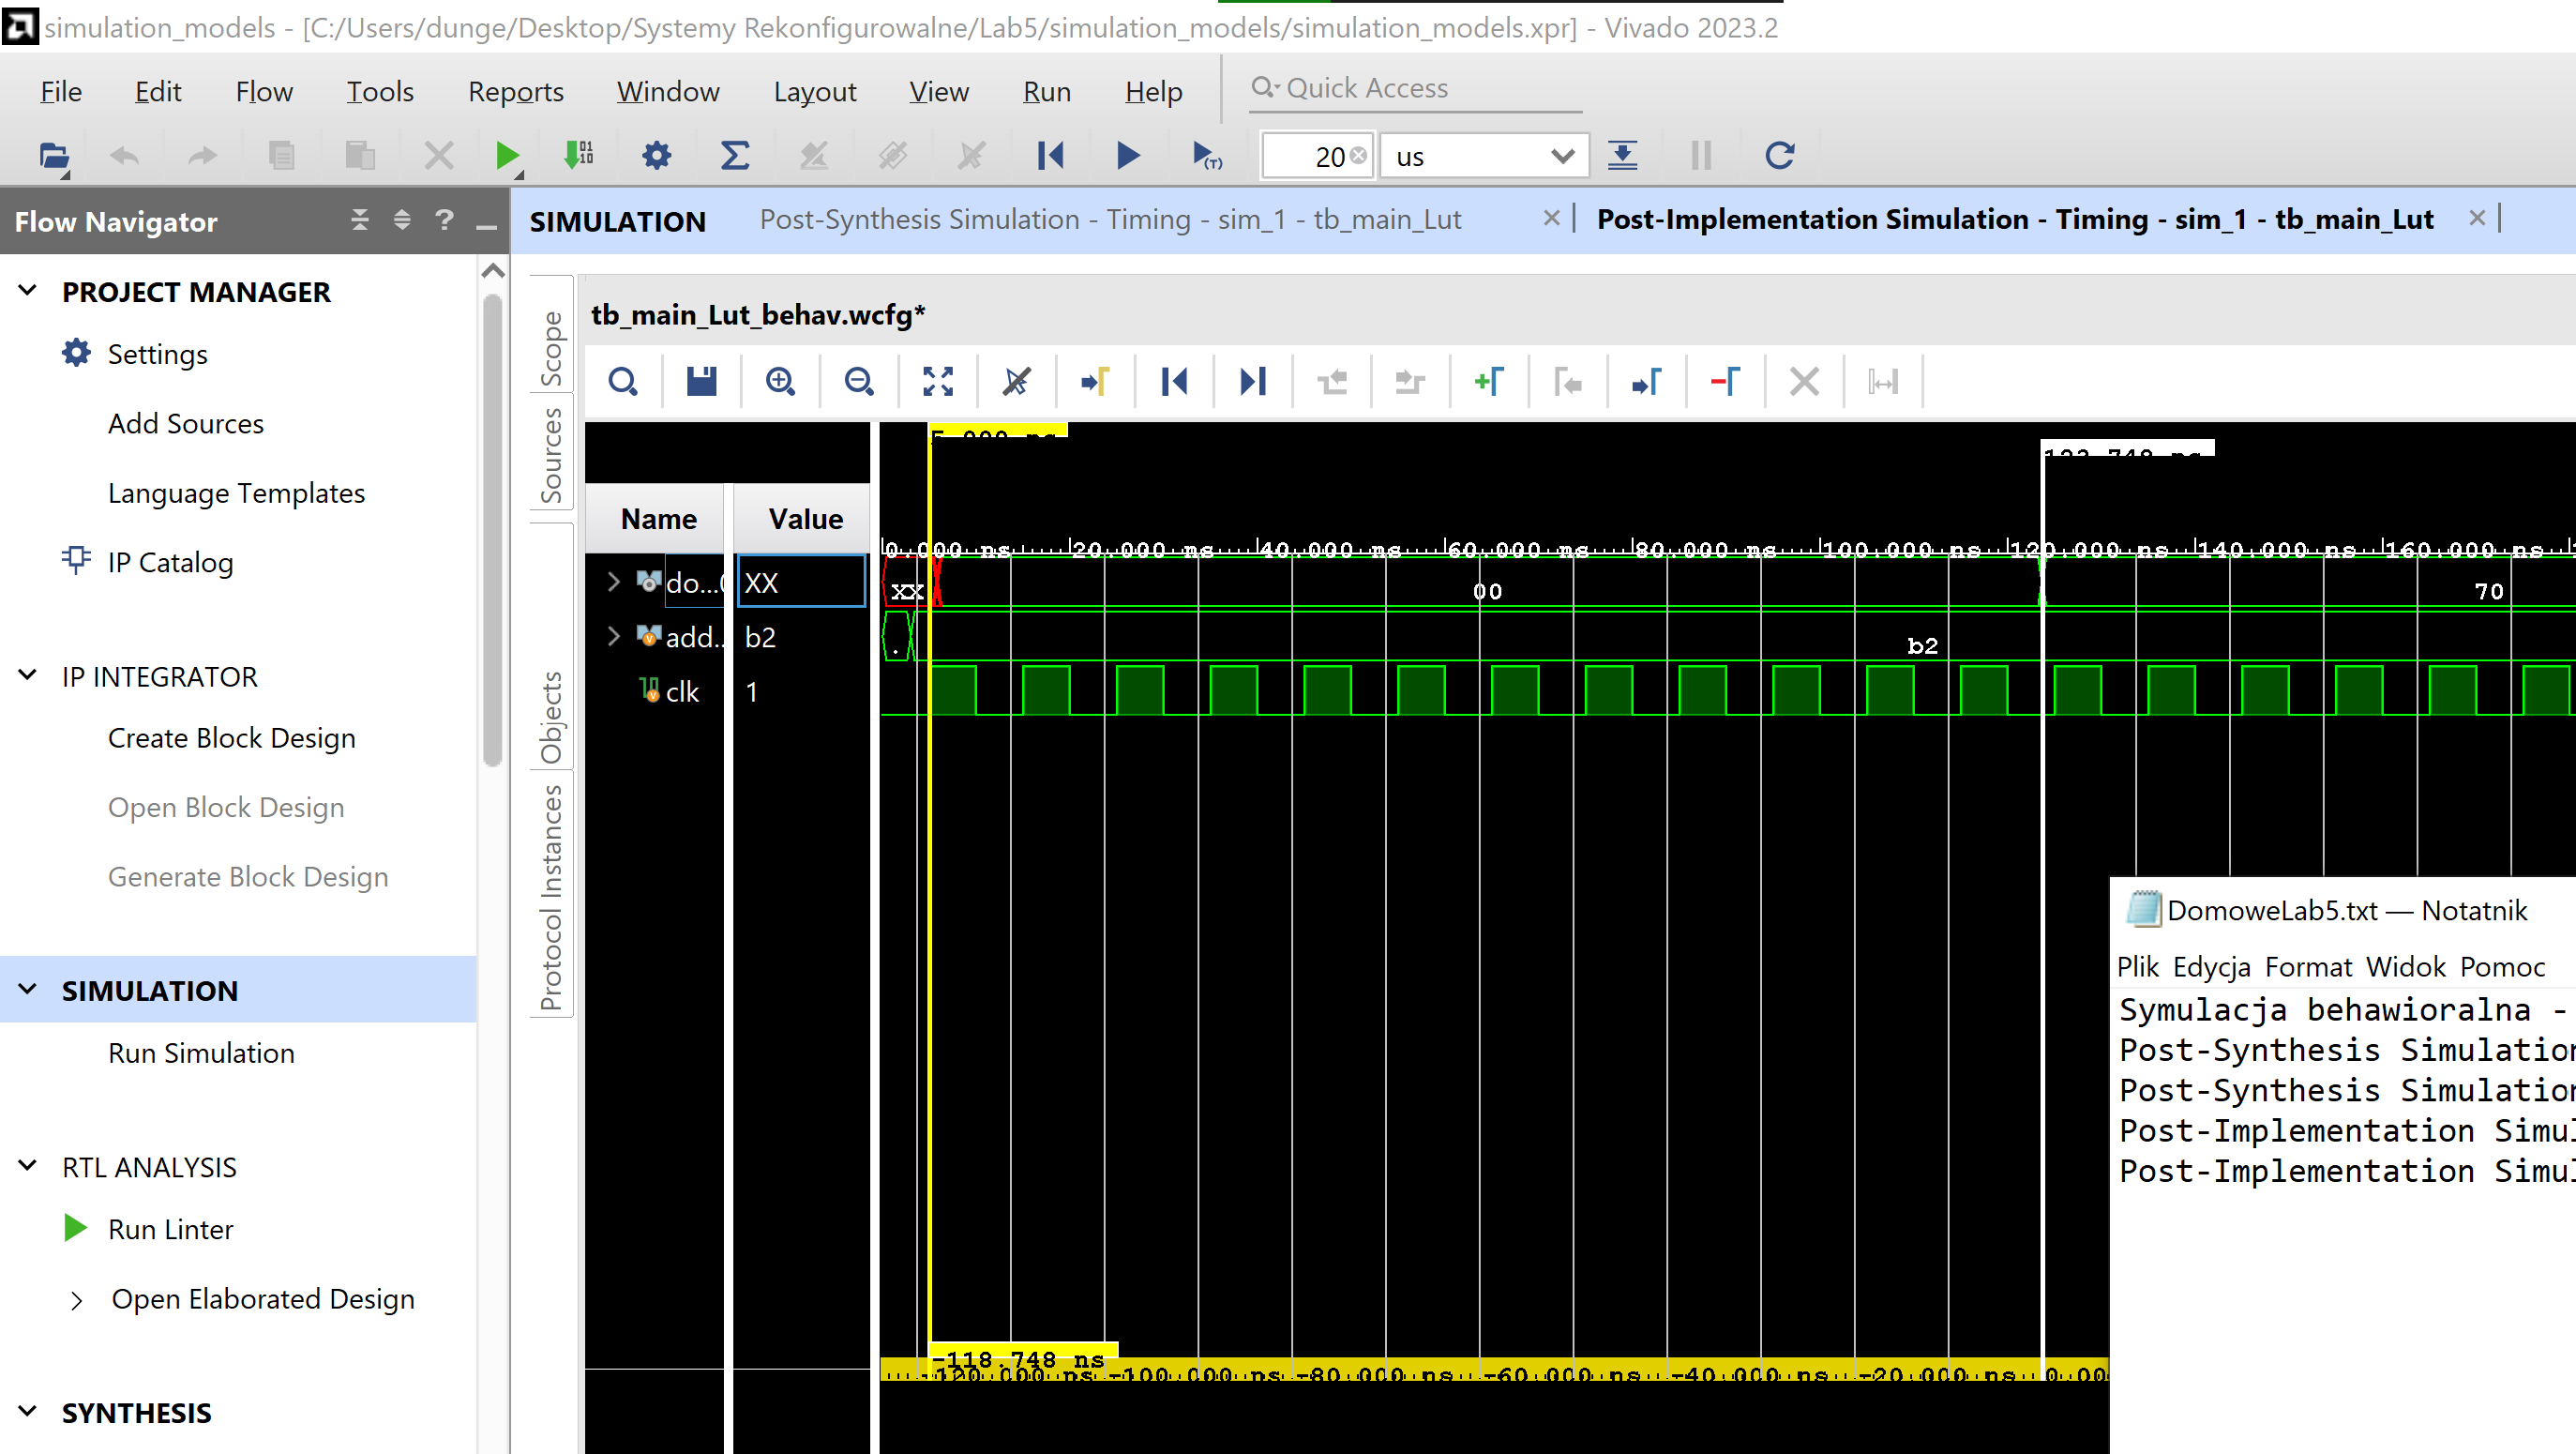 simulation_models - [C:/Users/dunge/Desktop/Systemy Rekonfigurowalne/Lab5/simulation_models/simulation_models.xpr] - Vivado 2023.2
File Edit Flow Tools Reports Window Layout View Run Help Quick Access
20 us
Flow Navigator
SIMULATION Post-Synthesis Simulation - Timing - sim_1 - tb_main_Lut Post-Implementation Simulation - Timing - sim_1 - tb_main_Lut
PROJECT MANAGER
Settings
Add Sources
Language Templates
IP Catalog
IP INTEGRATOR
Create Block Design
Open Block Design
Generate Block Design
SIMULATION
Run Simulation
RTL ANALYSIS
Run Linter
Open Elaborated Design
SYNTHESIS
Scope
Sources
Objects
Protocol Instances
tb_main_Lut_behav.wcfg*
Name Value
do... XX
add.. b2
clk 1
0.000 ns 20.000 ns 40.000 ns 60.000 ns 80.000 ns 100.000 ns 120.000 ns 140.000 ns 160.000 ns
XX 00 70
b2
-118.748 ns
-120.000 ns -100.000 ns -80.000 ns -60.000 ns -40.000 ns -20.000 ns 0.00
DomoweLab5.txt — Notatnik
Plik Edycja Format Widok Pomoc
Symulacja behawioralna -
Post-Synthesis Simulation
Post-Synthesis Simulation
Post-Implementation Simul
Post-Implementation Simul